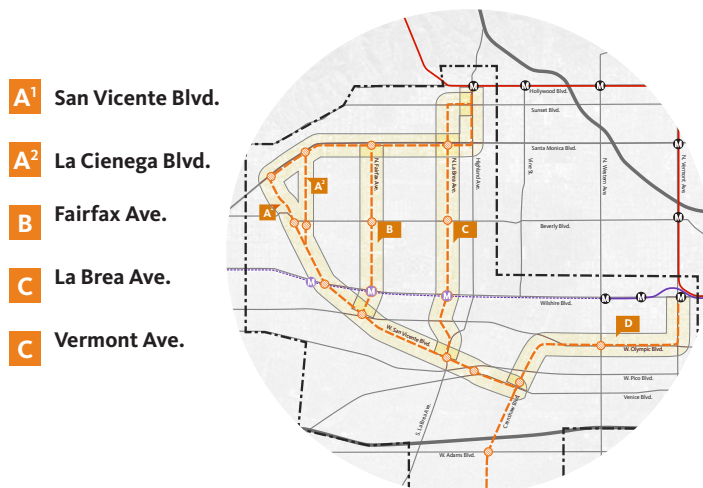 A¹ San Vicente Blvd.
A² La Cienega Blvd.
B Fairfax Ave.
C La Brea Ave.
C Vermont Ave.
M M M
Hollywood Blvd.
Sunset Blvd.
Santa Monica Blvd.
M
N. Fairfax Ave.
N. La Brea Ave.
Highland Ave.
Vine St.
N. Western Ave.
N. Vermont Ave.
A²
A¹
B
C
Beverly Blvd.
M
M M M
Wilshire Blvd.
M M M
D
W. San Vicente Blvd.
W. Olympic Blvd.
W. Pico Blvd.
Venice Blvd.
S. La Brea Ave.
Crenshaw Blvd.
W. Adams Blvd.